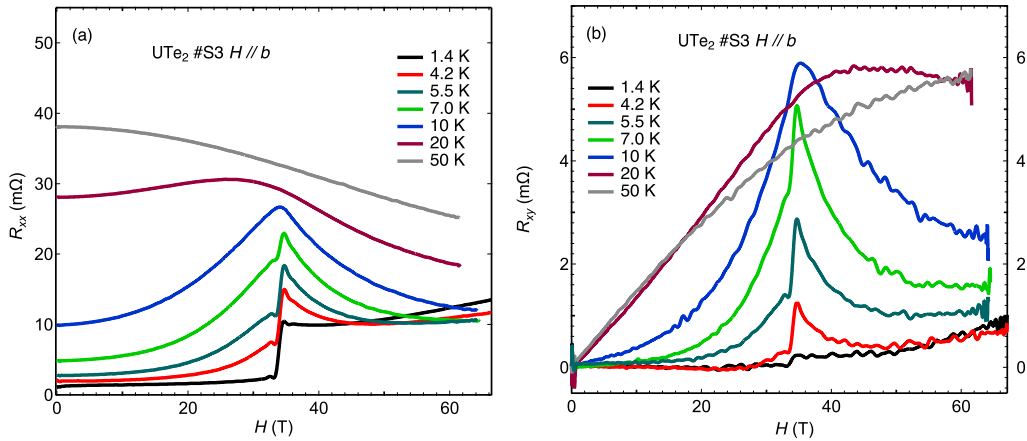 (a)
UTe2 #S3 H // b
1.4 K
4.2 K
5.5 K
7.0 K
10 K
20 K
50 K
50
40
30
20
10
0
Rxx (mΩ)
0 20 40 60
H (T)
(b)
UTe2 #S3 H // b
1.4 K
4.2 K
5.5 K
7.0 K
10 K
20 K
50 K
6 6
4 4
2 2
0 0
Rxy (mΩ)
0 20 40 60
H (T)